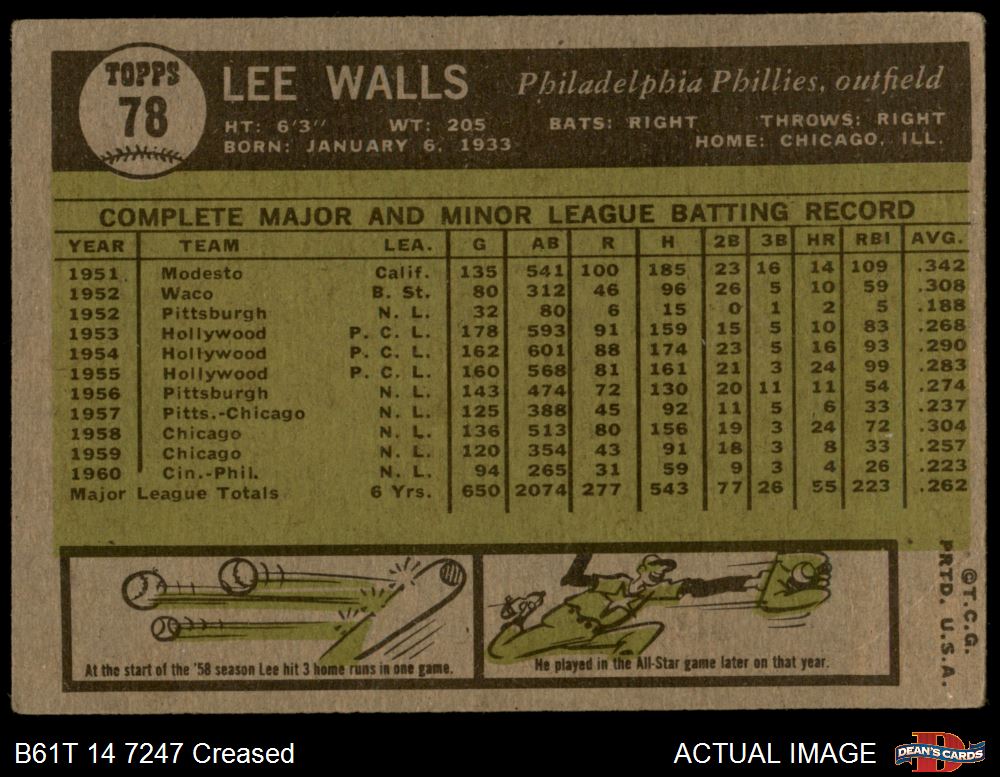 TOPPS
78
LEE WALLS Philadelphia Phillies, outfield
HT: 6'3" WT: 205 BATS: RIGHT THROWS: RIGHT
BORN: JANUARY 6, 1933 HOME: CHICAGO, ILL.
COMPLETE MAJOR AND MINOR LEAGUE BATTING RECORD
YEAR TEAM LEA. G AB R H 2B 3B HR RBI AVG.
1951 Modesto Calif. 135 541 100 185 23 16 14 109 .342
1952 Waco B. St. 80 312 46 96 26 5 10 59 .308
1952 Pittsburgh N. L. 32 80 6 15 0 1 2 5 .188
1953 Hollywood P. C. L. 178 593 91 159 15 5 10 83 .268
1954 Hollywood P. C. L. 162 601 88 174 23 5 16 93 .290
1955 Hollywood P. C. L. 160 568 81 161 21 3 24 99 .283
1956 Pittsburgh N. L. 143 474 72 130 20 11 11 54 .274
1957 Pitts.-Chicago N. L. 125 388 45 92 11 5 6 33 .237
1958 Chicago N. L. 136 513 80 156 19 3 24 72 .304
1959 Chicago N. L. 120 354 43 91 18 3 8 33 .257
1960 Cin.-Phil. N. L. 94 265 31 59 9 3 4 26 .223
Major League Totals 6 Yrs. 650 2074 277 543 77 26 55 223 .262
At the start of the '58 season Lee hit 3 home runs in one game.
He played in the All-Star game later on that year.
©T.C.G.
PRTD. U.S.A.
B61T 14 7247 Creased ACTUAL IMAGE
DEAN'S CARDS